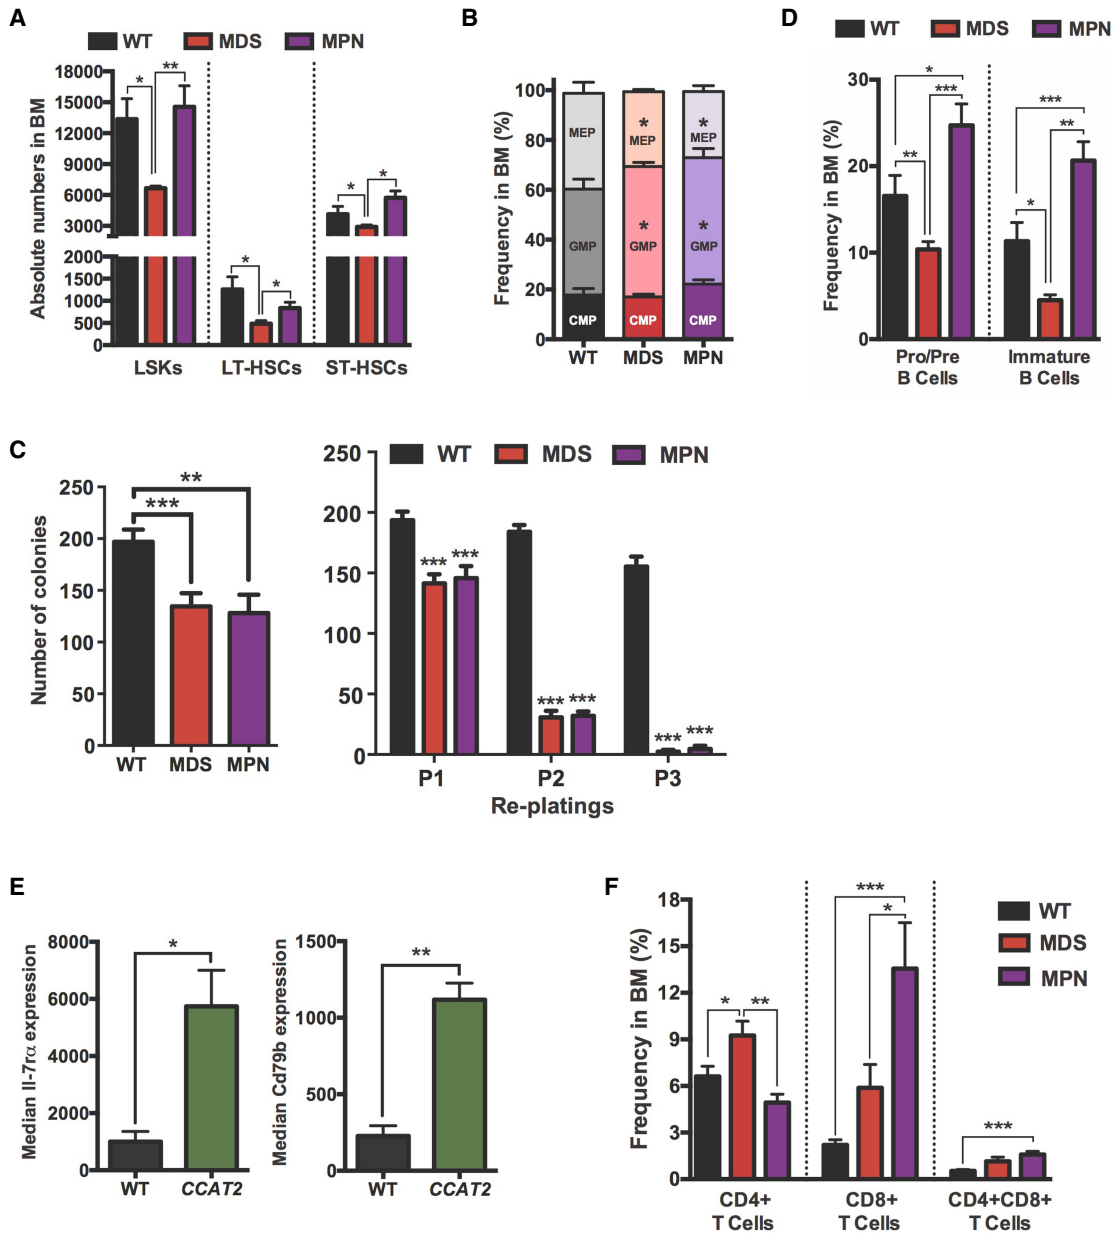 A
WT MDS MPN
Absolute numbers in BM
18000
15000
12000
9000
6000
3000
2000
1500
1000
500
0
* **
* *
* *
LSKs LT-HSCs ST-HSCs
B
Frequency in BM (%)
100
80
60
40
20
0
MEP * MEP * MEP
GMP * GMP * GMP
CMP CMP CMP
WT MDS MPN
D
WT MDS MPN
Frequency in BM (%)
30
20
10
0
* *** **
*** ** *
Pro/Pre B Cells
Immature B Cells
C
Number of colonies
250
200
150
100
50
0
**
***
WT MDS MPN
WT MDS MPN
250
200
150
100
50
0
*** ***
*** ***
*** ***
P1 P2 P3
Re-platings
E
Median Il-7rα expression
8000
6000
4000
2000
0
*
WT CCAT2
Median Cd79b expression
1500
1000
500
0
**
WT CCAT2
F
WT
MDS
MPN
Frequency in BM (%)
18
15
12
9
6
3
0
* **
***
*
***
CD4+ T Cells
CD8+ T Cells
CD4+CD8+ T Cells